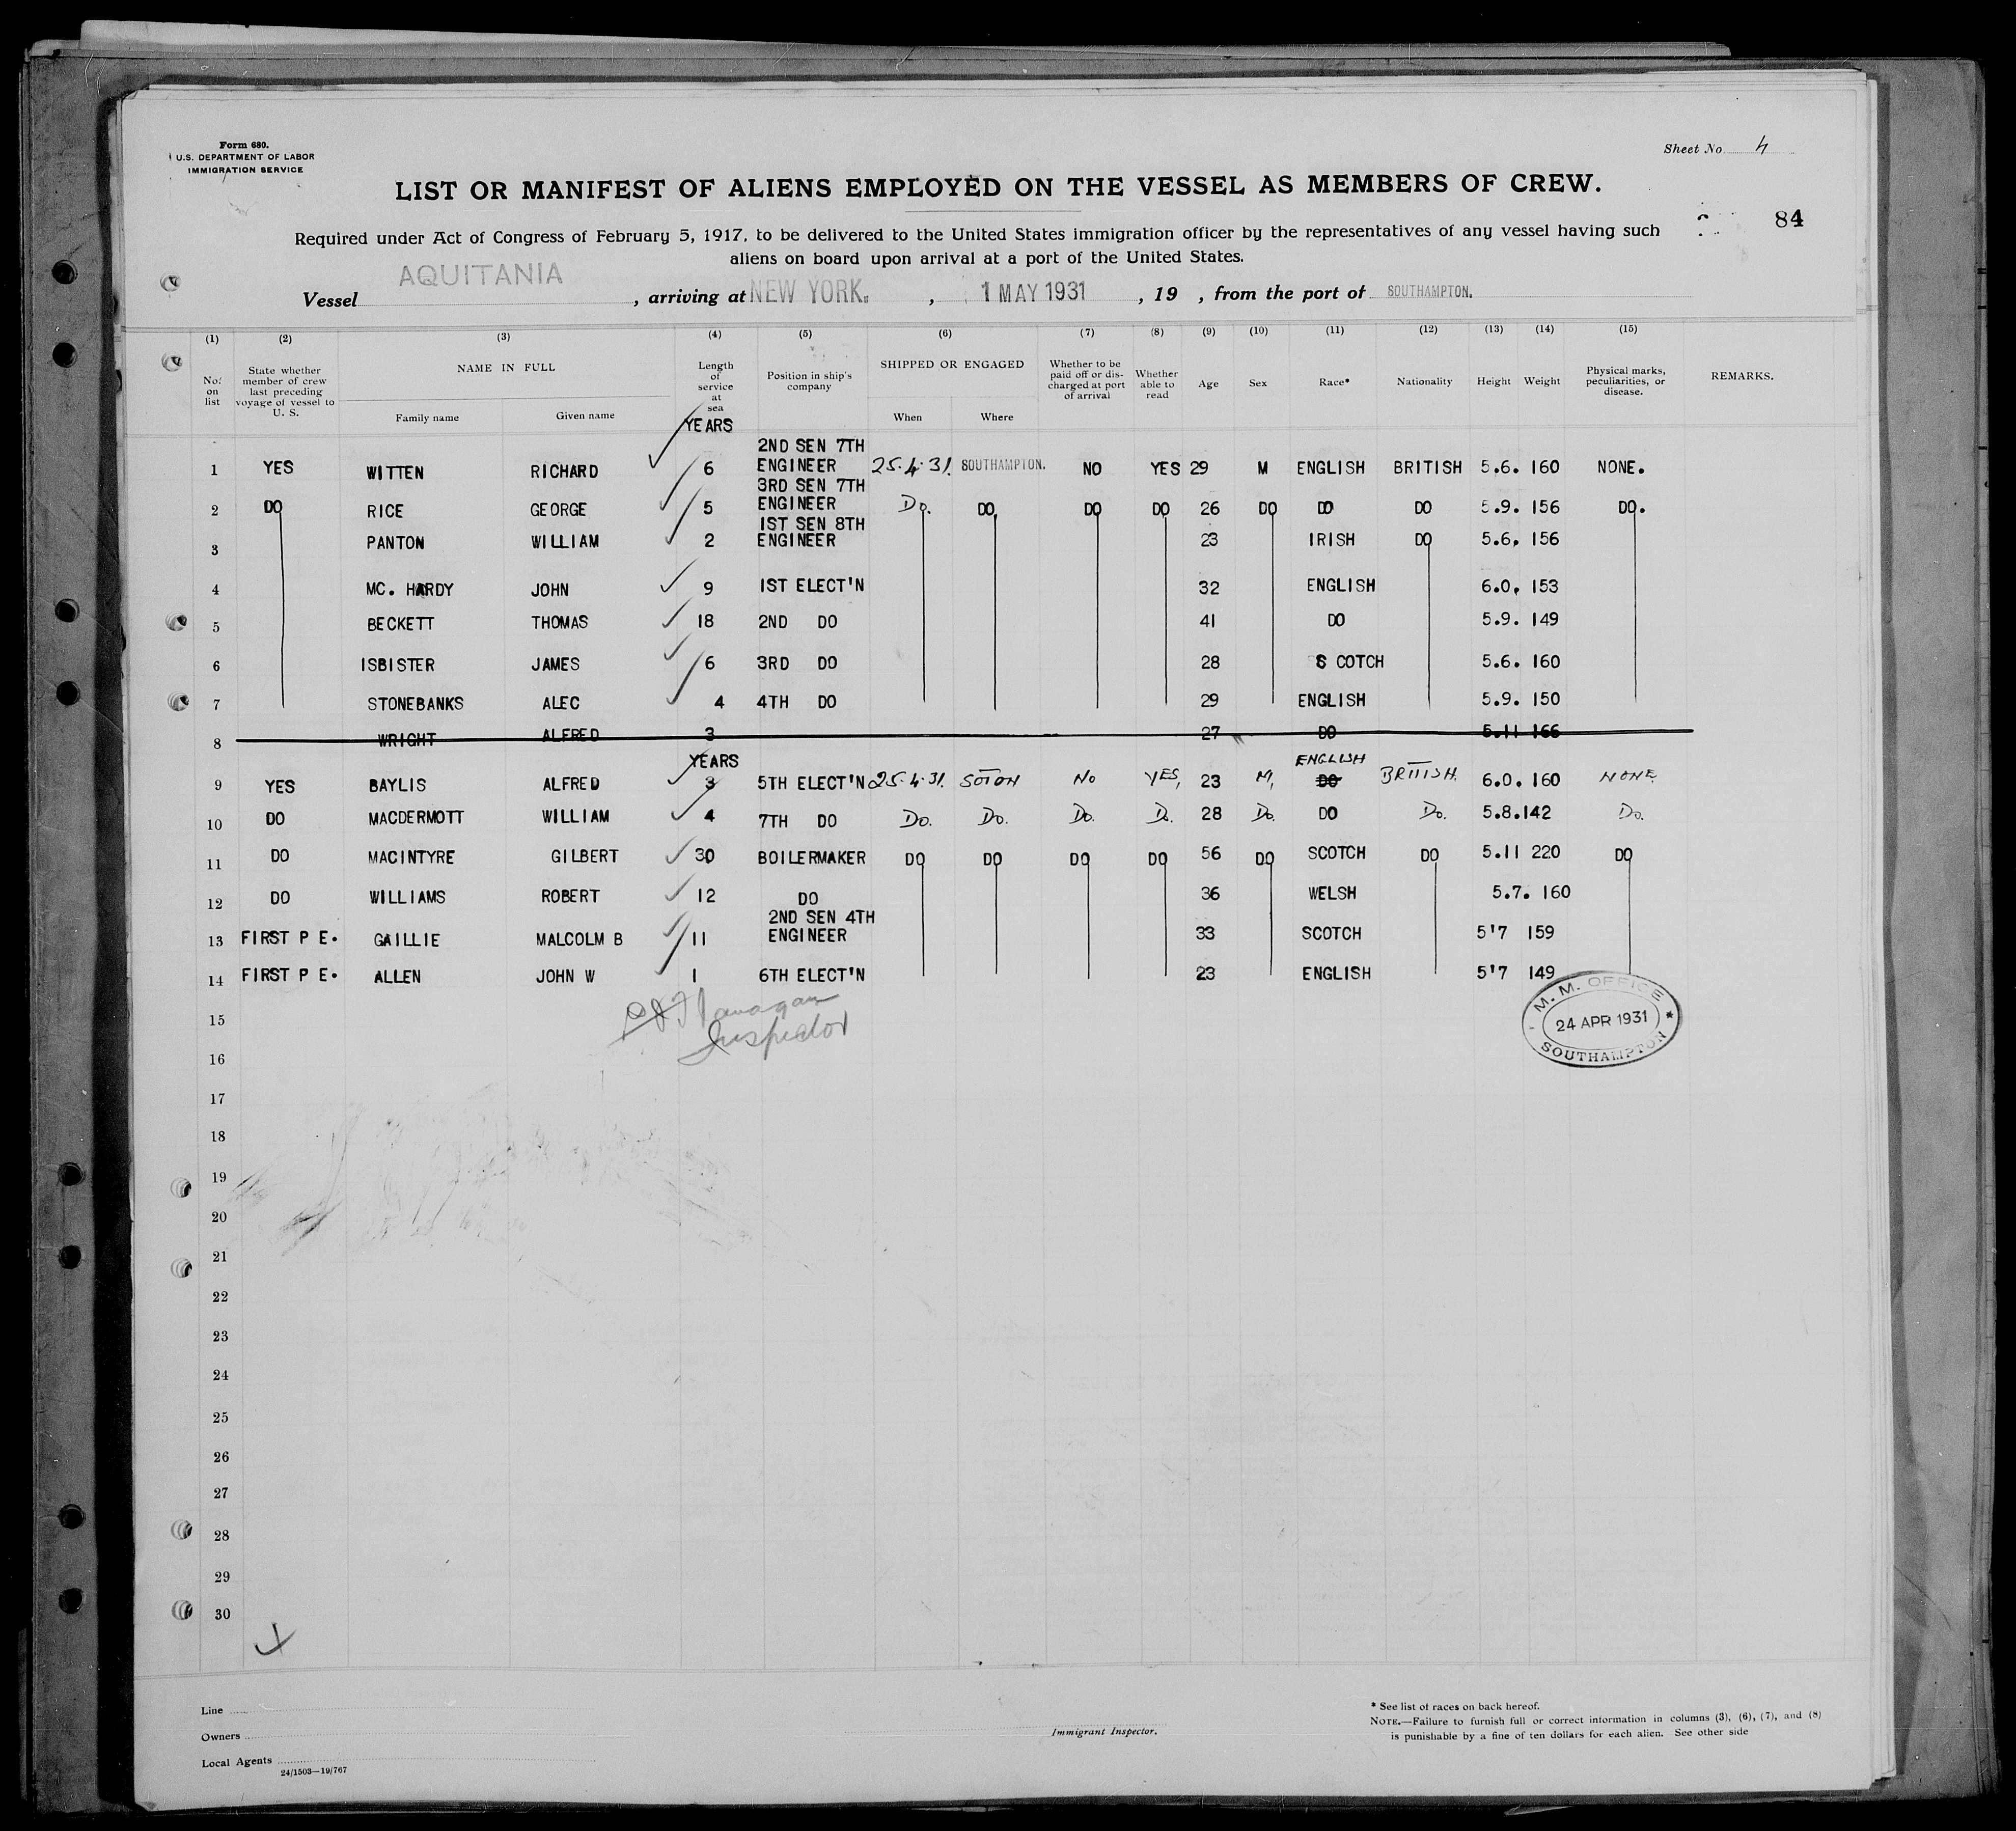 Form 680.
U.S. DEPARTMENT OF LABOR
IMMIGRATION SERVICE
Sheet No. 4
LIST OR MANIFEST OF ALIENS EMPLOYED ON THE VESSEL AS MEMBERS OF CREW.
84
Required under Act of Congress of February 5, 1917, to be delivered to the United States immigration officer by the representatives of any vessel having such
aliens on board upon arrival at a port of the United States.
Vessel AQUITANIA, arriving at NEW YORK., 1 MAY 1931, 19 , from the port of SOUTHAMPTON.
(1) (2) (3) (4) (5) (6) (7) (8) (9) (10) (11) (12) (13) (14) (15)
No. on list
State whether member of crew last preceding voyage of vessel to U. S.
NAME IN FULL
Family name
Given name
Length of service at sea
YEARS
Position in ship's company
SHIPPED OR ENGAGED
When
Where
Whether to be paid off or discharged at port of arrival
Whether able to read
Age
Sex
Race*
Nationality
Height
Weight
Physical marks, peculiarities, or disease.
REMARKS.
1 YES WITTEN RICHARD 6 2ND SEN 7TH ENGINEER 25.4.31. SOUTHAMPTON. NO YES 29 M ENGLISH BRITISH 5.6. 160 NONE.
2 DO RICE GEORGE 5 3RD SEN 7TH ENGINEER Do. DO DO DO 26 DO DO DO 5.9. 156 DO.
3 PANTON WILLIAM 2 1ST SEN 8TH ENGINEER 23 IRISH DO 5.6. 156
4 MC. HARDY JOHN 9 1ST ELECT'N 32 ENGLISH 6.0. 153
5 BECKETT THOMAS 18 2ND DO 41 DO 5.9. 149
6 ISBISTER JAMES 6 3RD DO 28 S COTCH 5.6. 160
7 STONEBANKS ALEC 4 4TH DO 29 ENGLISH 5.9. 150
8 WRIGHT ALFRED 3 27 DO 5.11 166
YEARS
ENGLISH
9 YES BAYLIS ALFRED 3 5TH ELECT'N 25.4.31. SOTON No YES, 23 M, DO BRITISH. 6.0. 160 NONE.
10 DO MACDERMOTT WILLIAM 4 7TH DO Do. Do. Do. Do. 28 Do. DO Do. 5.8.142 Do.
11 DO MACINTYRE GILBERT 30 BOILERMAKER DO DO DO DO 56 DO SCOTCH DO 5.11 220 DO
12 DO WILLIAMS ROBERT 12 DO 36 WELSH 5.7. 160
13 FIRST P E. GAILLIE MALCOLM B 11 2ND SEN 4TH ENGINEER 33 SCOTCH 5'7 159
14 FIRST P E. ALLEN JOHN W 1 6TH ELECT'N 23 ENGLISH 5'7 149
Flanagan
Inspector
M. M. OFFICE
24 APR 1931
SOUTHAMPTON
15
16
17
18
19
20
21
22
23
24
25
26
27
28
29
30
Line
Owners
Local Agents
24/1503—19/767
Immigrant Inspector.
* See list of races on back hereof.
NOTE.—Failure to furnish full or correct information in columns (3), (6), (7), and (8)
is punishable by a fine of ten dollars for each alien. See other side